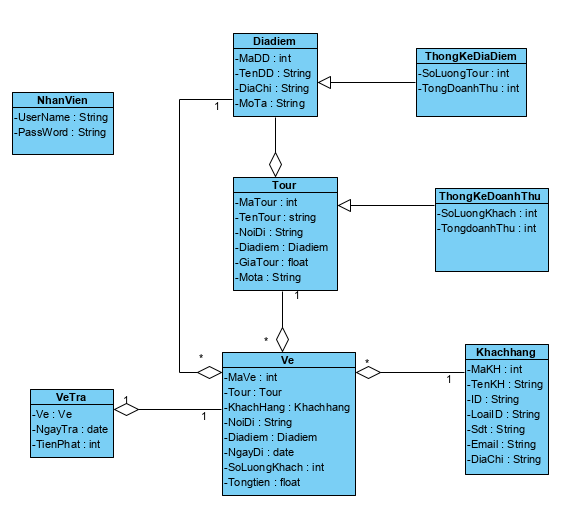 Diadiem
-MaDD : int
-TenDD : String
-DiaChi : String
-MoTa : String
ThongKeDiaDiem
-SoLuongTour : int
-TongDoanhThu : int
NhanVien
-UserName : String
-PassWord : String
1
Tour
-MaTour : int
-TenTour : string
-NoiDi : String
-Diadiem : Diadiem
-GiaTour : float
-Mota : String
ThongKeDoanhThu
-SoLuongKhach : int
-TongdoanhThu : int
1
*
*
Ve
-MaVe : int
-Tour : Tour
-KhachHang : Khachhang
-NoiDi : String
-Diadiem : Diadiem
-NgayDi : date
-SoLuongKhach : int
-Tongtien : float
*
1
Khachhang
-MaKH : int
-TenKH : String
-ID : String
-LoaiID : String
-Sdt : String
-Email : String
-DiaChi : String
VeTra
-Ve : Ve
-NgayTra : date
-TienPhat : int
1
1